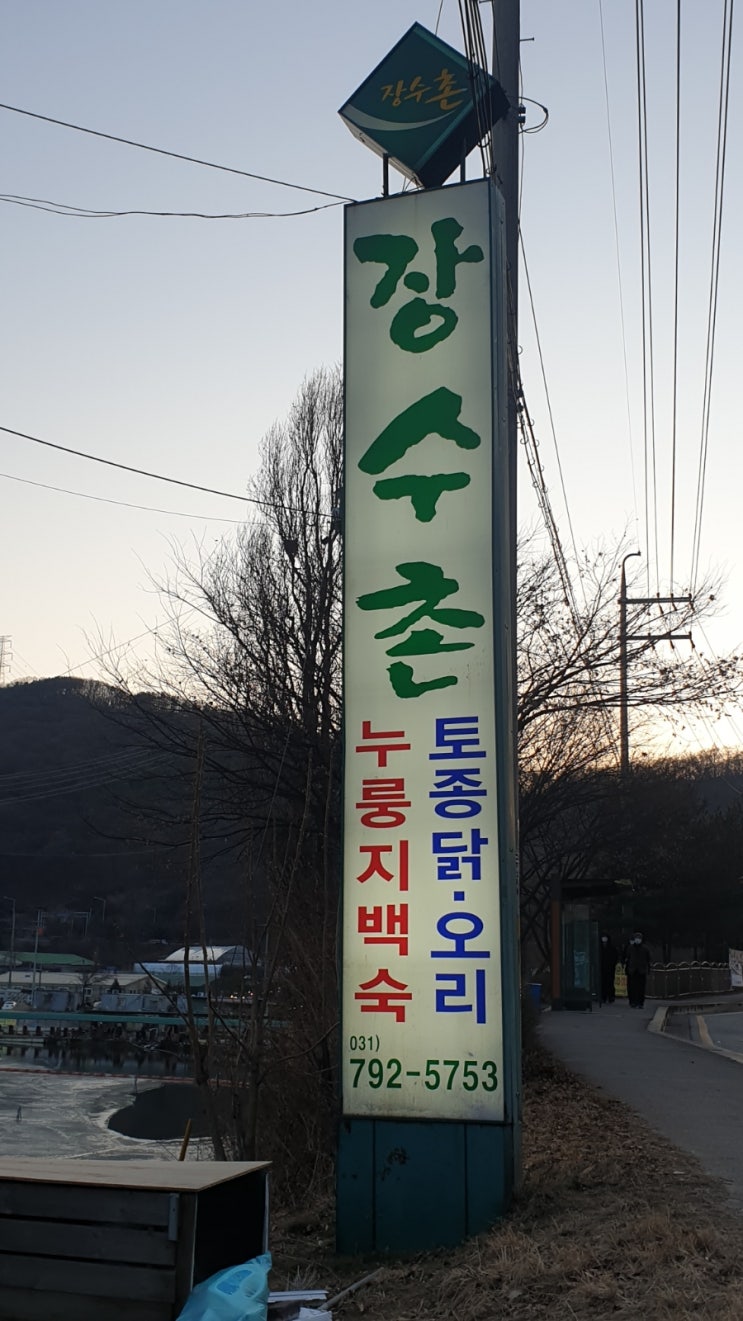 장수촌
장수촌
토종닭·오리
누룽지백숙
031)
792-5753